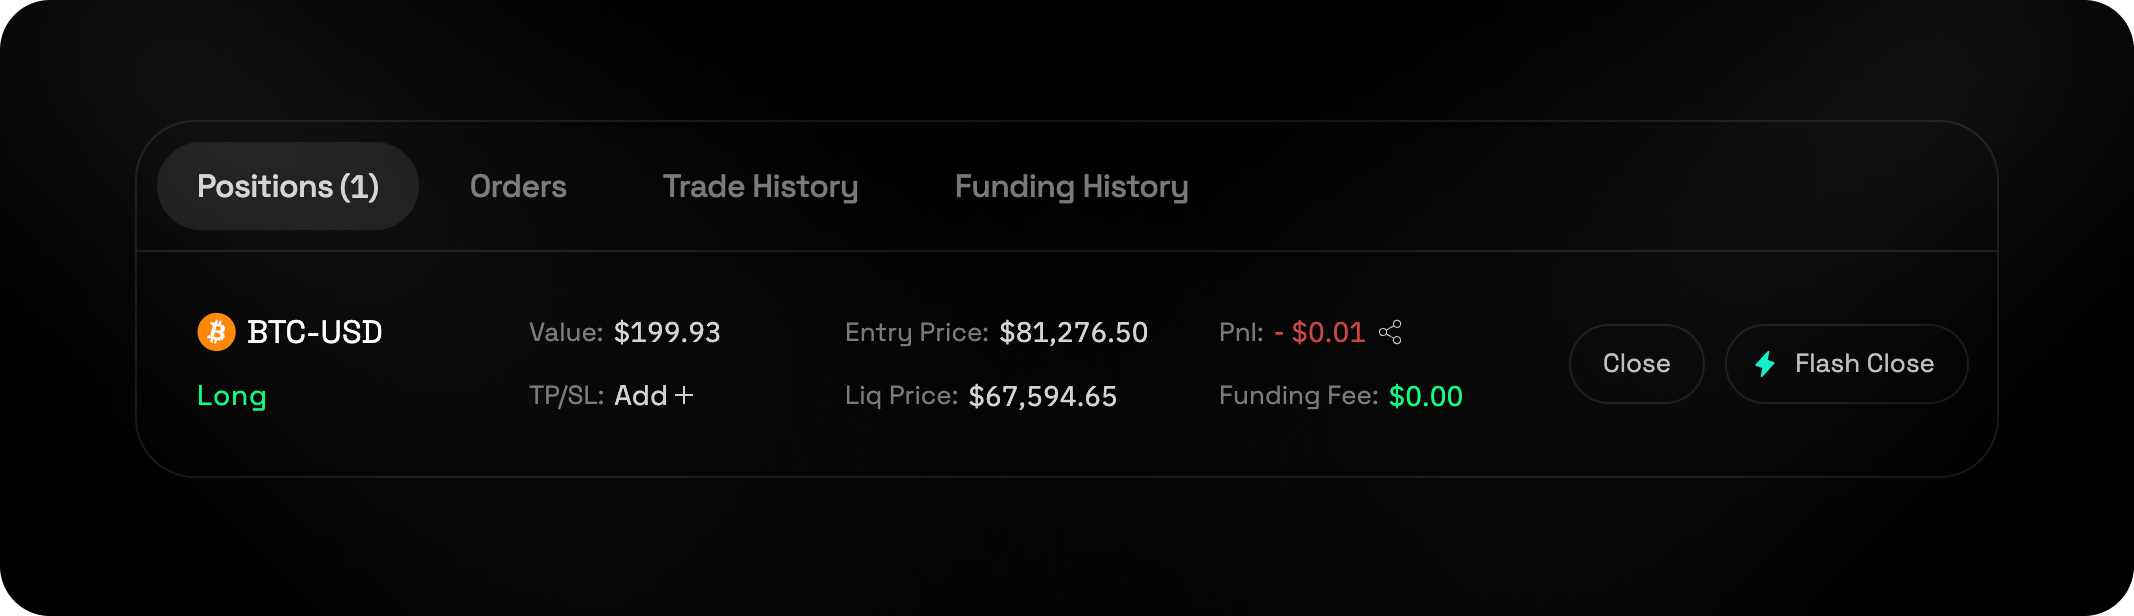 Positions (1) Orders Trade History Funding History
BTC-USD Value: $199.93 Entry Price: $81,276.50 Pnl: - $0.01
Long TP/SL: Add + Liq Price: $67,594.65 Funding Fee: $0.00
Close Flash Close